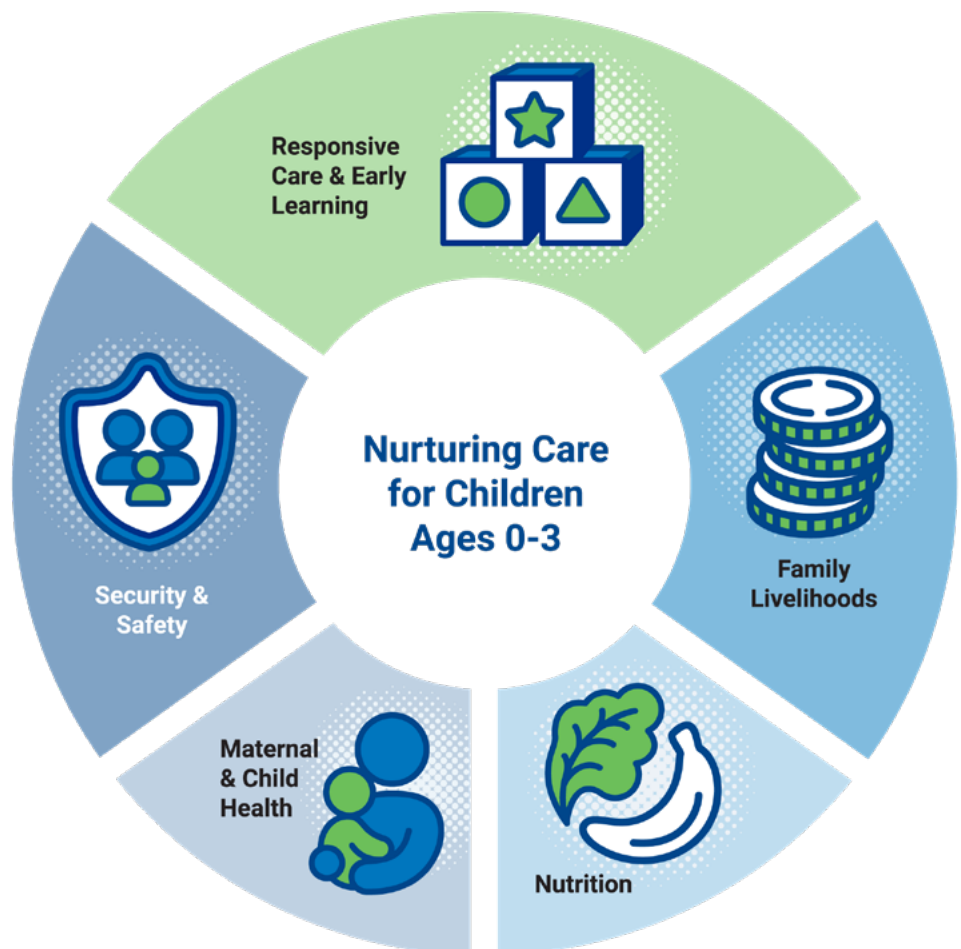 Responsive
Care & Early
Learning
Nurturing Care
for Children
Ages 0-3
Family
Livelihoods
Security &
Safety
Maternal
& Child
Health
Nutrition